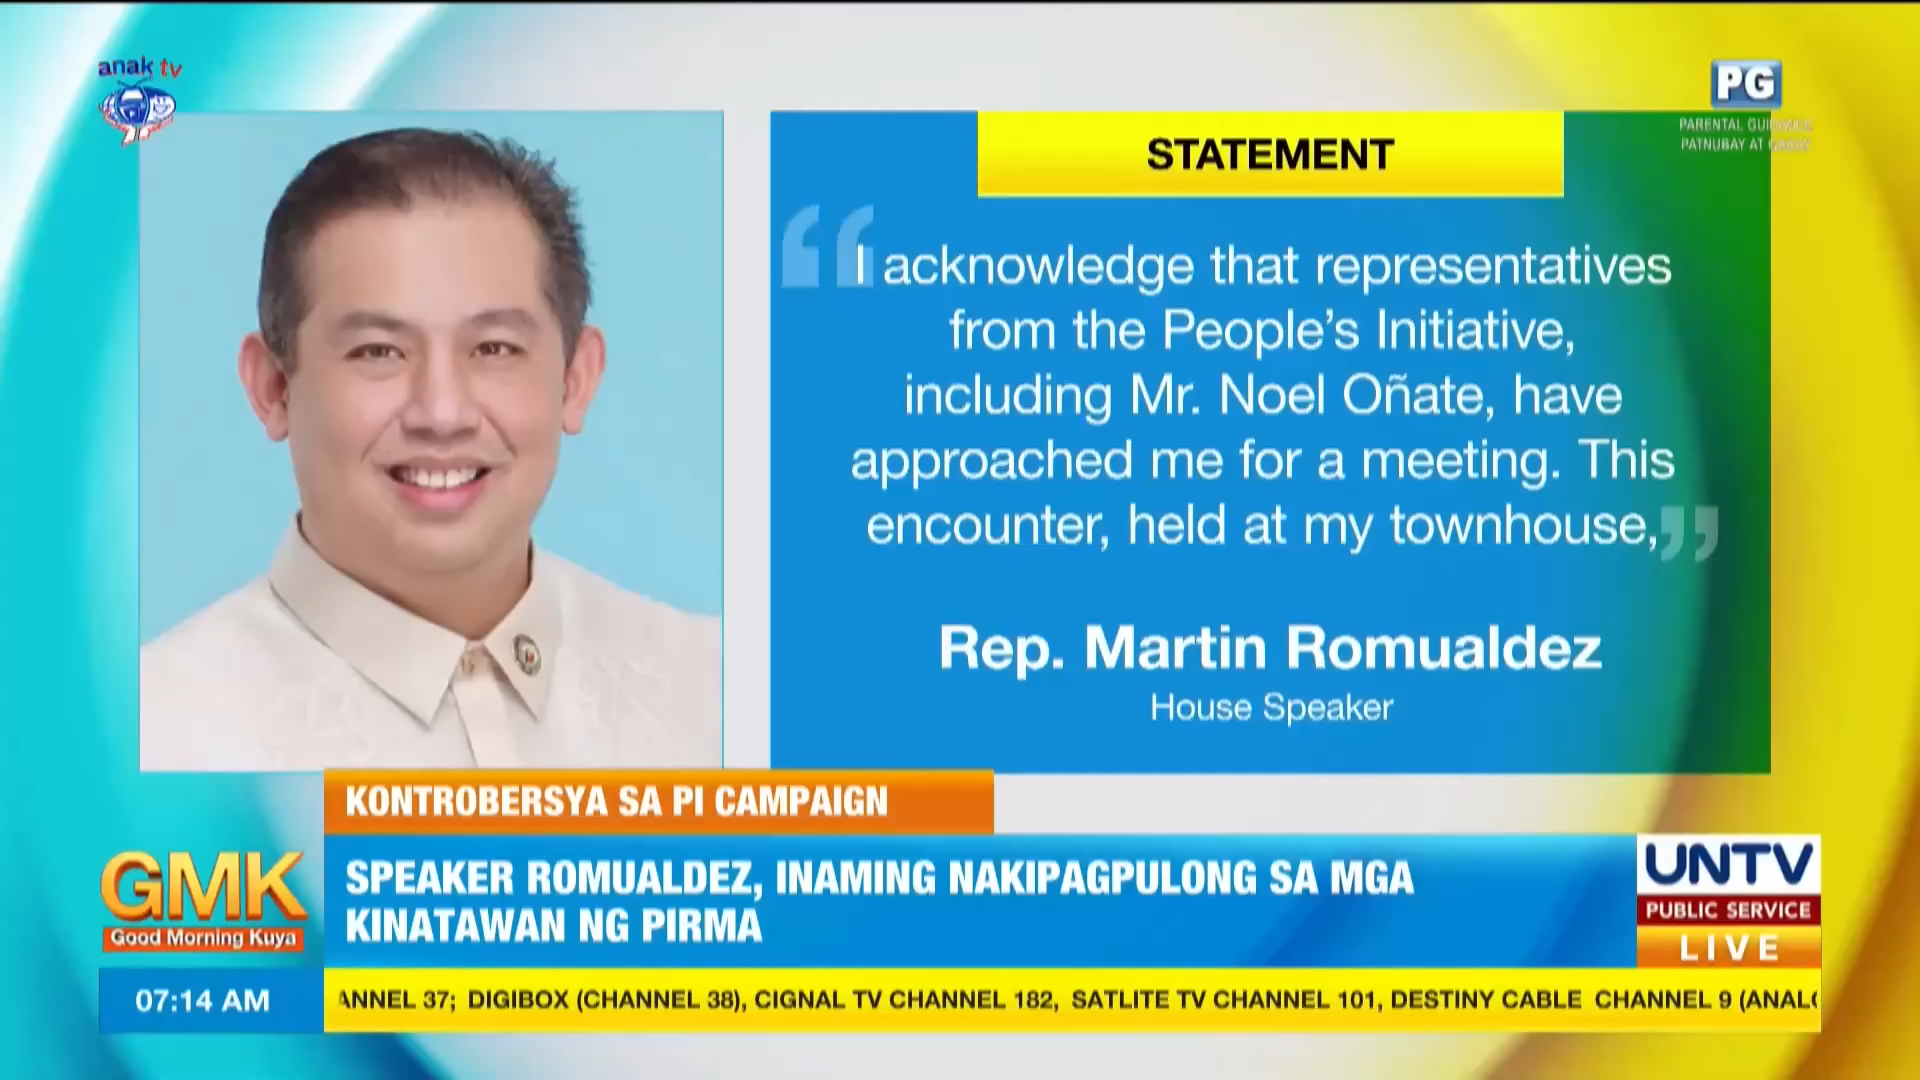 anak tv
PG
PARENTAL GUIDANCE
PATNUBAY AT GABAY
STATEMENT
“I acknowledge that representatives
from the People’s Initiative,
including Mr. Noel Oñate, have
approached me for a meeting. This
encounter, held at my townhouse,”
Rep. Martin Romualdez
House Speaker
KONTROBERSYA SA PI CAMPAIGN
SPEAKER ROMUALDEZ, INAMING NAKIPAGPULONG SA MGA
KINATAWAN NG PIRMA
GMK
Good Morning Kuya
UNTV
PUBLIC SERVICE
LIVE
07:14 AM
ANNEL 37; DIGIBOX (CHANNEL 38), CIGNAL TV CHANNEL 182, SATLITE TV CHANNEL 101, DESTINY CABLE CHANNEL 9 (ANALO